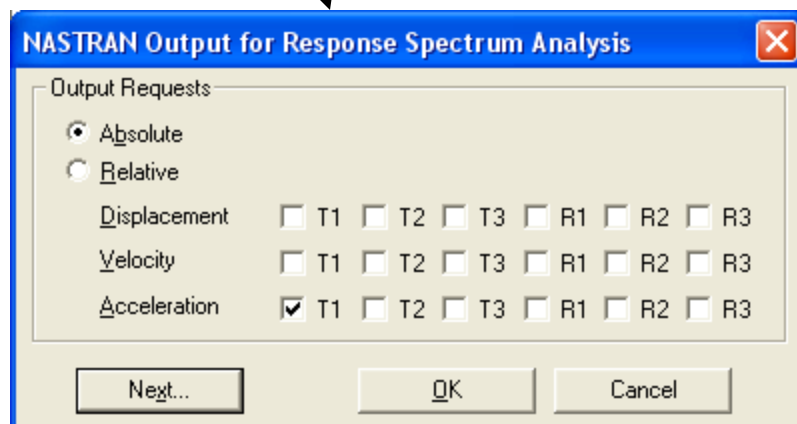 NASTRAN Output for Response Spectrum Analysis
Output Requests
Absolute
Relative
Displacement T1 T2 T3 R1 R2 R3
Velocity T1 T2 T3 R1 R2 R3
Acceleration T1 T2 T3 R1 R2 R3
Next... OK Cancel